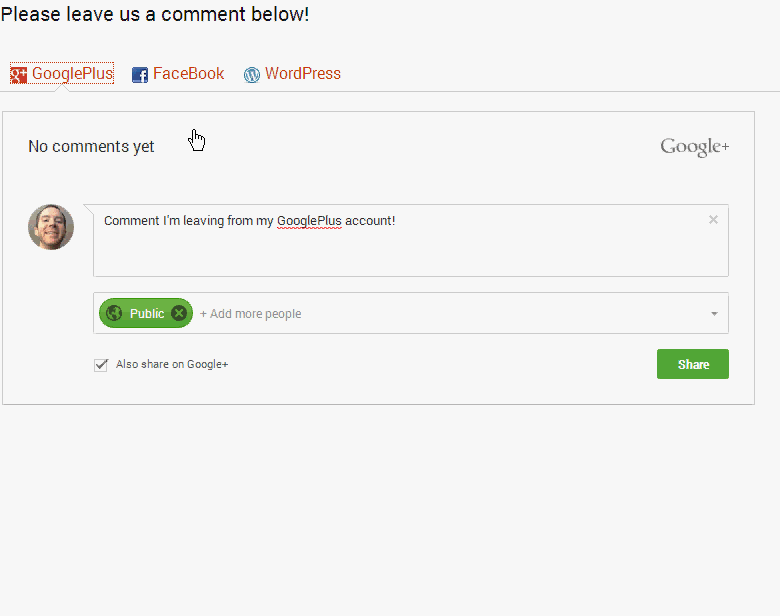 Please leave us a comment below!
g+ GooglePlus FaceBook WordPress
No comments yet
Google+
Comment I'm leaving from my GooglePlus account!
Public + Add more people
Also share on Google+
Share